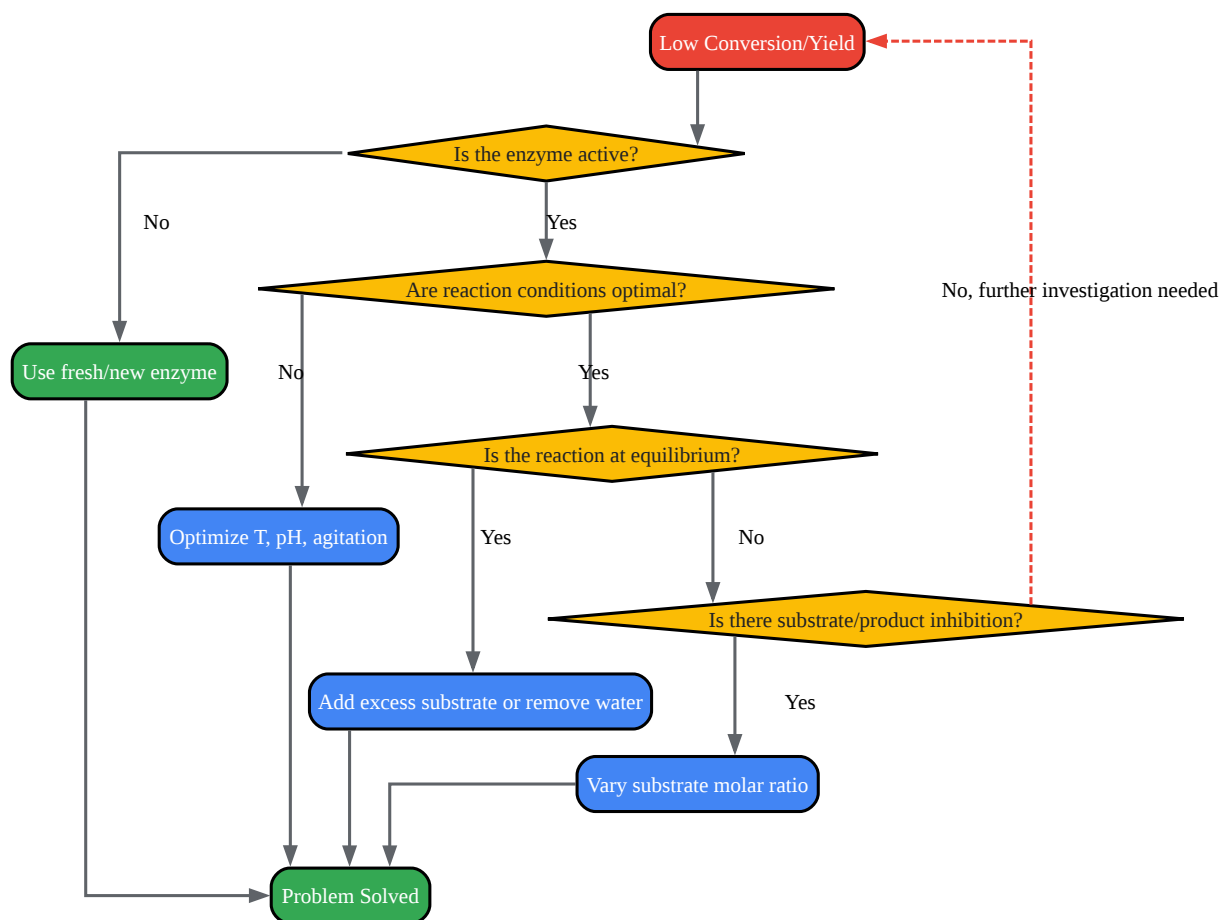 Low Conversion/Yield
Is the enzyme active?
No
Yes
Are reaction conditions optimal?
No, further investigation needed
Use fresh/new enzyme
No
Yes
Is the reaction at equilibrium?
Optimize T, pH, agitation
Yes
No
Is there substrate/product inhibition?
Add excess substrate or remove water
Yes
Vary substrate molar ratio
Problem Solved